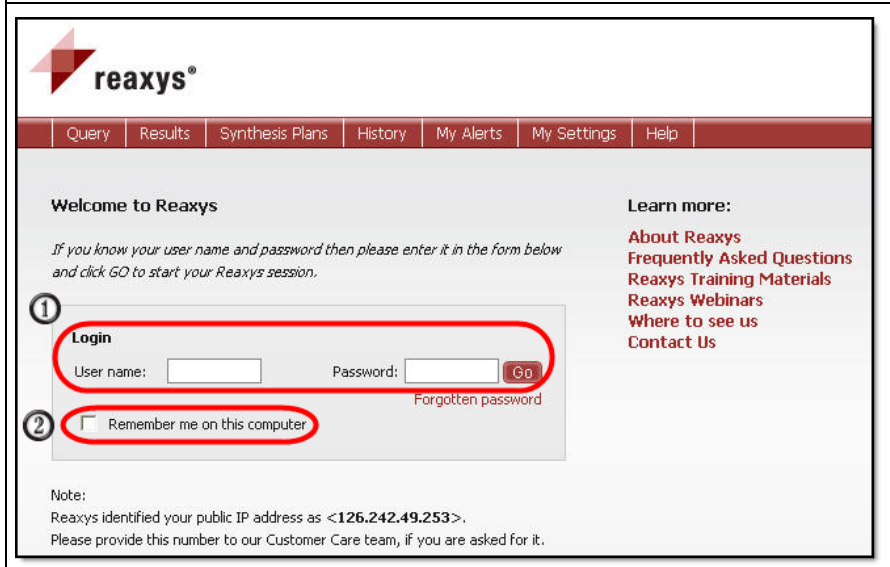 reaxys®
Query Results Synthesis Plans History My Alerts My Settings Help
Welcome to Reaxys
If you know your user name and password then please enter it in the form below
and click GO to start your Reaxys session.
1
Login
User name: Password: Go
Forgotten password
2
Remember me on this computer
Note:
Reaxys identified your public IP address as <126.242.49.253>.
Please provide this number to our Customer Care team, if you are asked for it.
Learn more:
About Reaxys
Frequently Asked Questions
Reaxys Training Materials
Reaxys Webinars
Where to see us
Contact Us